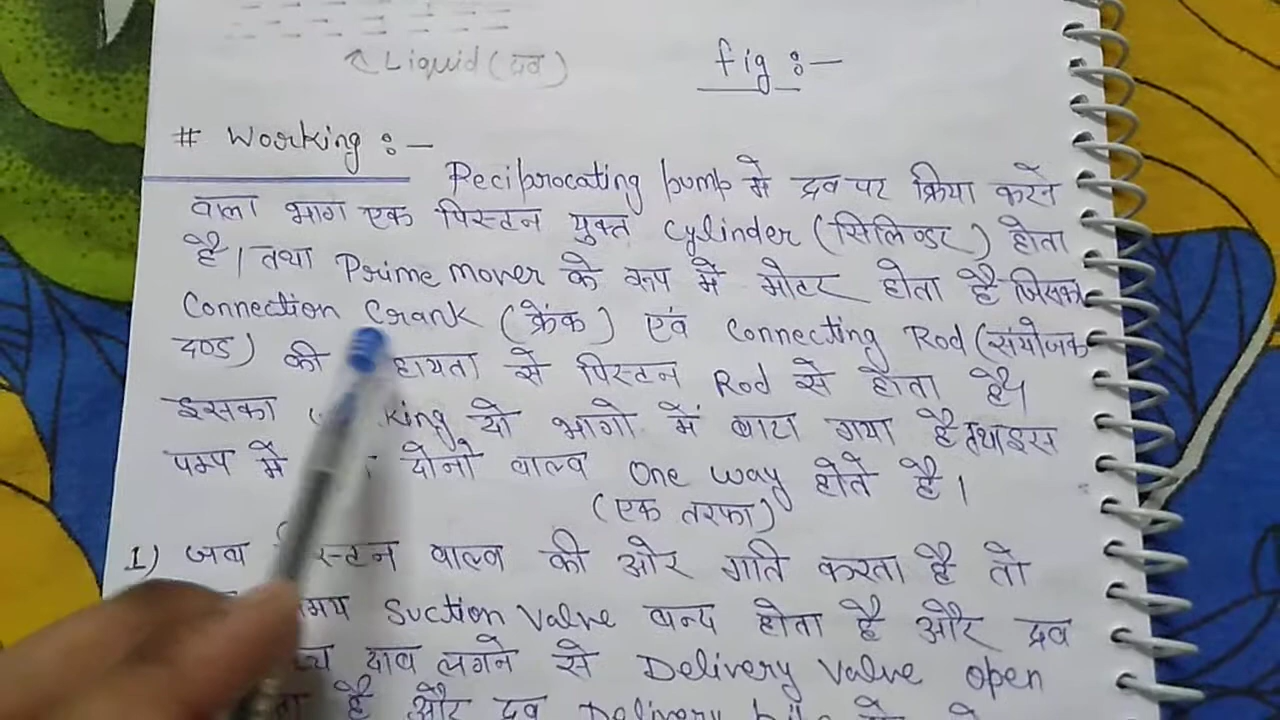 Liquid (द्रव)
fig :-
# Working :-
Reciprocating pump मे द्रव पर क्रिया करने
वाला भाग एक पिस्टन युक्त Cylinder (सिलिण्डर) होता
है। तथा Prime mover के रूप में मोटर होता है जिसका
Connection Crank (क्रैंक) एवं Connecting Rod (संयोजक
दण्ड) की हायता से पिस्टन Rod से होता है।
इसका king दो भागो में बाटा गया है तथा इस
पम्प में दोनो वाल्व One way होते है।
(एक तरफा)
1) जब स्टन वाल्व की ओर गति करता है तो
मय Suction Valve बन्द होता है और द्रव
च्च दाब लगने से Delivery Valve open
ता है और द्रव Delivery